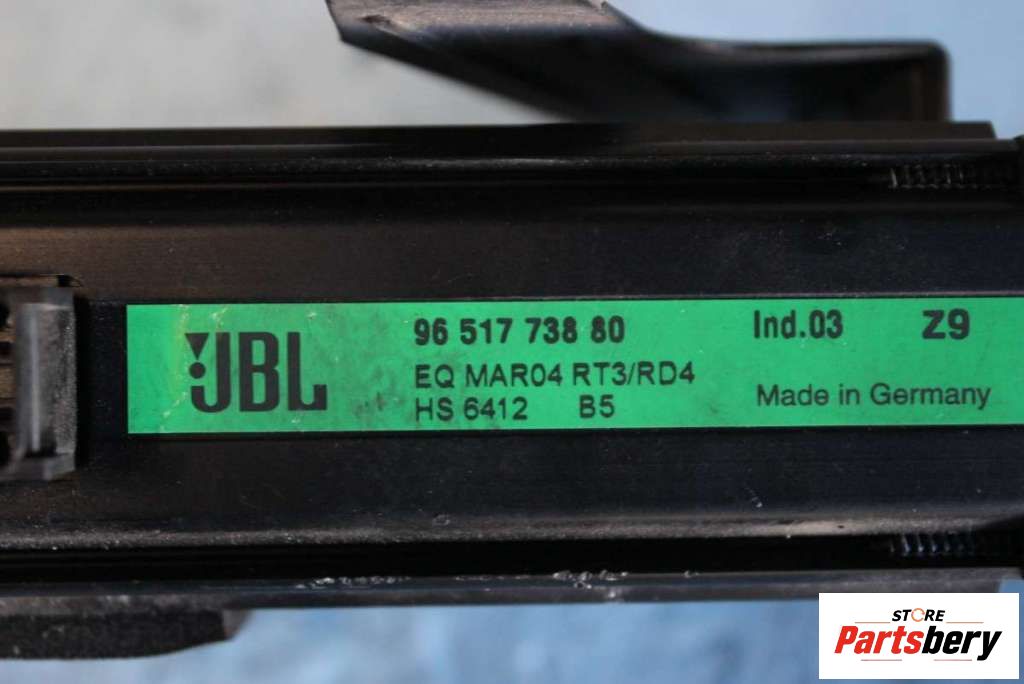 JBL
96 517 738 80
Ind.03 Z9
EQ MAR04 RT3/RD4
HS 6412 B5
Made in Germany
STORE
Partsbery